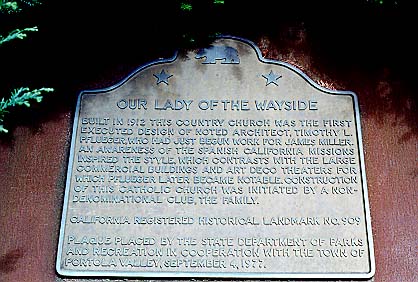 OUR LADY OF THE WAYSIDE
BUILT IN 1912 THIS COUNTRY CHURCH WAS THE FIRST
EXECUTED DESIGN OF NOTED ARCHITECT, TIMOTHY L.
PFLUEGER, WHO HAD JUST BEGUN WORK FOR JAMES MILLER.
AN AWARENESS OF THE SPANISH CALIFORNIA MISSIONS
INSPIRED THE STYLE, WHICH CONTRASTS WITH THE LARGE
COMMERCIAL BUILDINGS AND ART DECO THEATERS FOR
WHICH PFLUEGER LATER BECAME NOTABLE. CONSTRUCTION
OF THIS CATHOLIC CHURCH WAS INITIATED BY A NON-
DENOMINATIONAL CLUB, THE FAMILY.
CALIFORNIA REGISTERED HISTORICAL LANDMARK NO. 909
PLAQUE PLACED BY THE STATE DEPARTMENT OF PARKS
AND RECREATION IN COOPERATION WITH THE TOWN OF
PORTOLA VALLEY, SEPTEMBER 4, 1977.